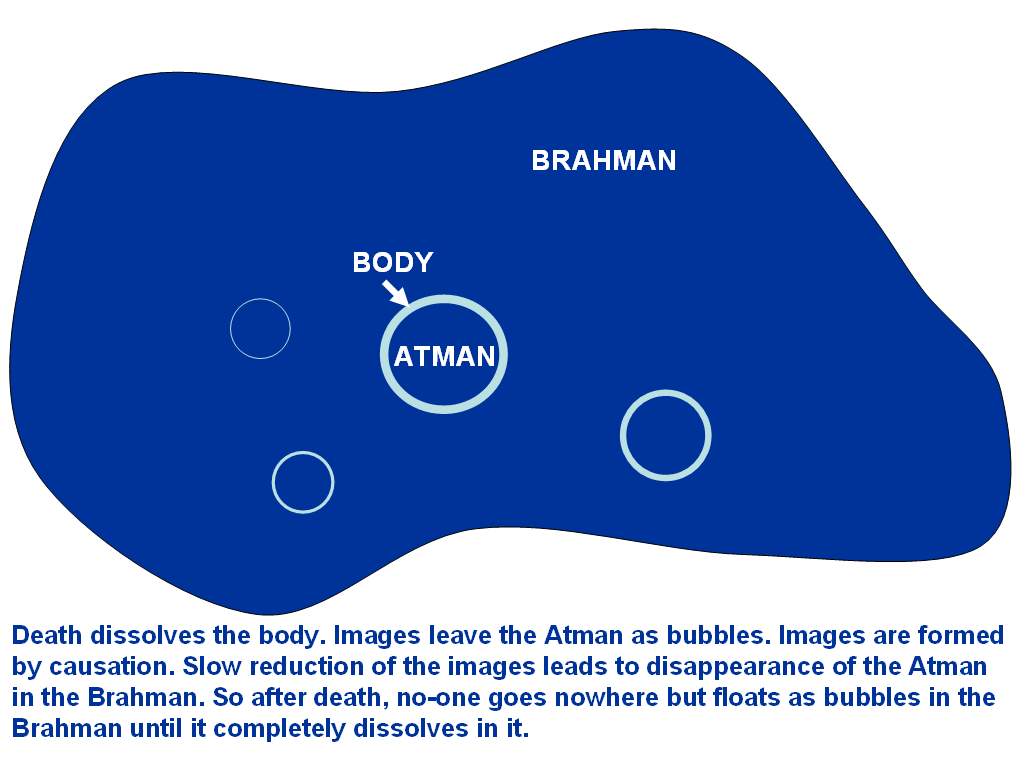 BRAHMAN
BODY
ATMAN
Death dissolves the body. Images leave the Atman as bubbles. Images are formed
by causation. Slow reduction of the images leads to disappearance of the Atman
in the Brahman. So after death, no-one goes nowhere but floats as bubbles in the
Brahman until it completely dissolves in it.